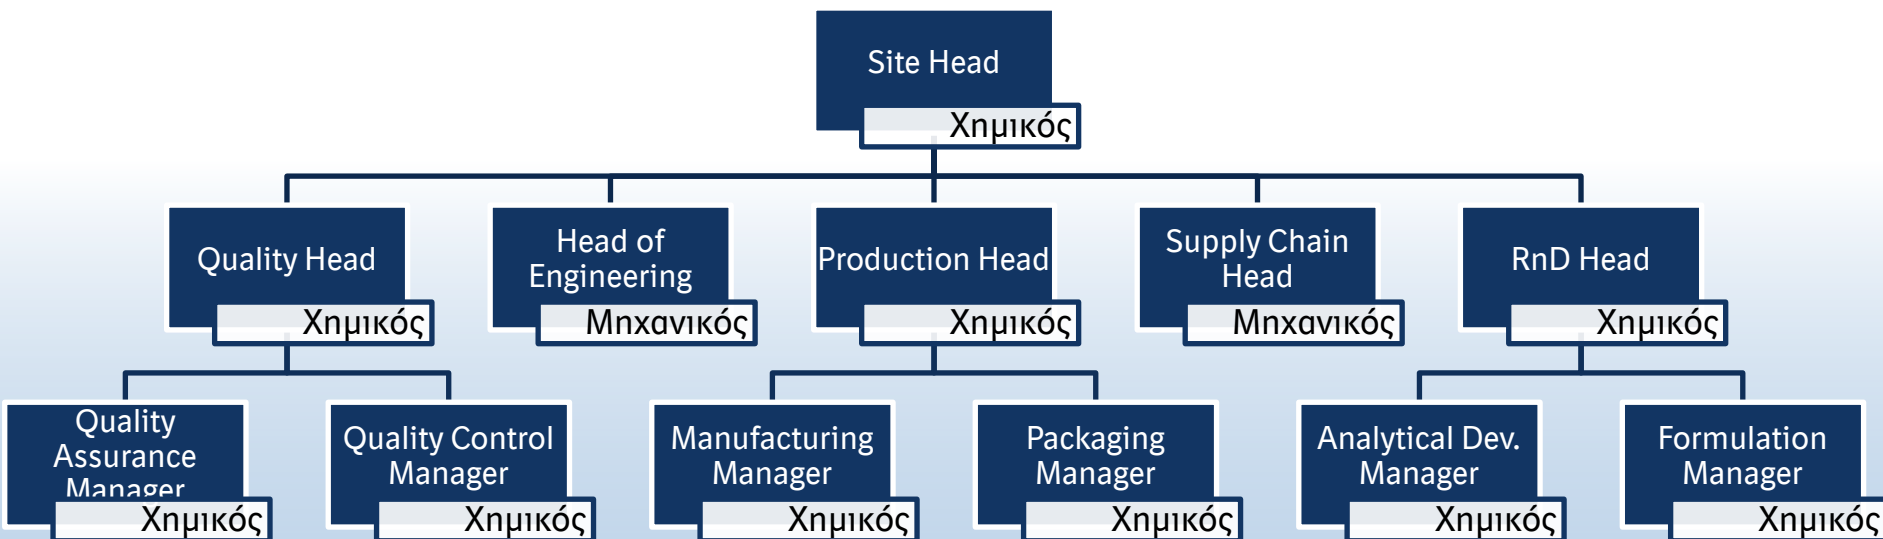 Site Head
Χημικός
Quality Head
Χημικός
Head of
Engineering
Μηχανικός
Production Head
Χημικός
Supply Chain
Head
Μηχανικός
RnD Head
Χημικός
Quality
Assurance
Manager
Χημικός
Quality Control
Manager
Χημικός
Manufacturing
Manager
Χημικός
Packaging
Manager
Χημικός
Analytical Dev.
Manager
Χημικός
Formulation
Manager
Χημικός